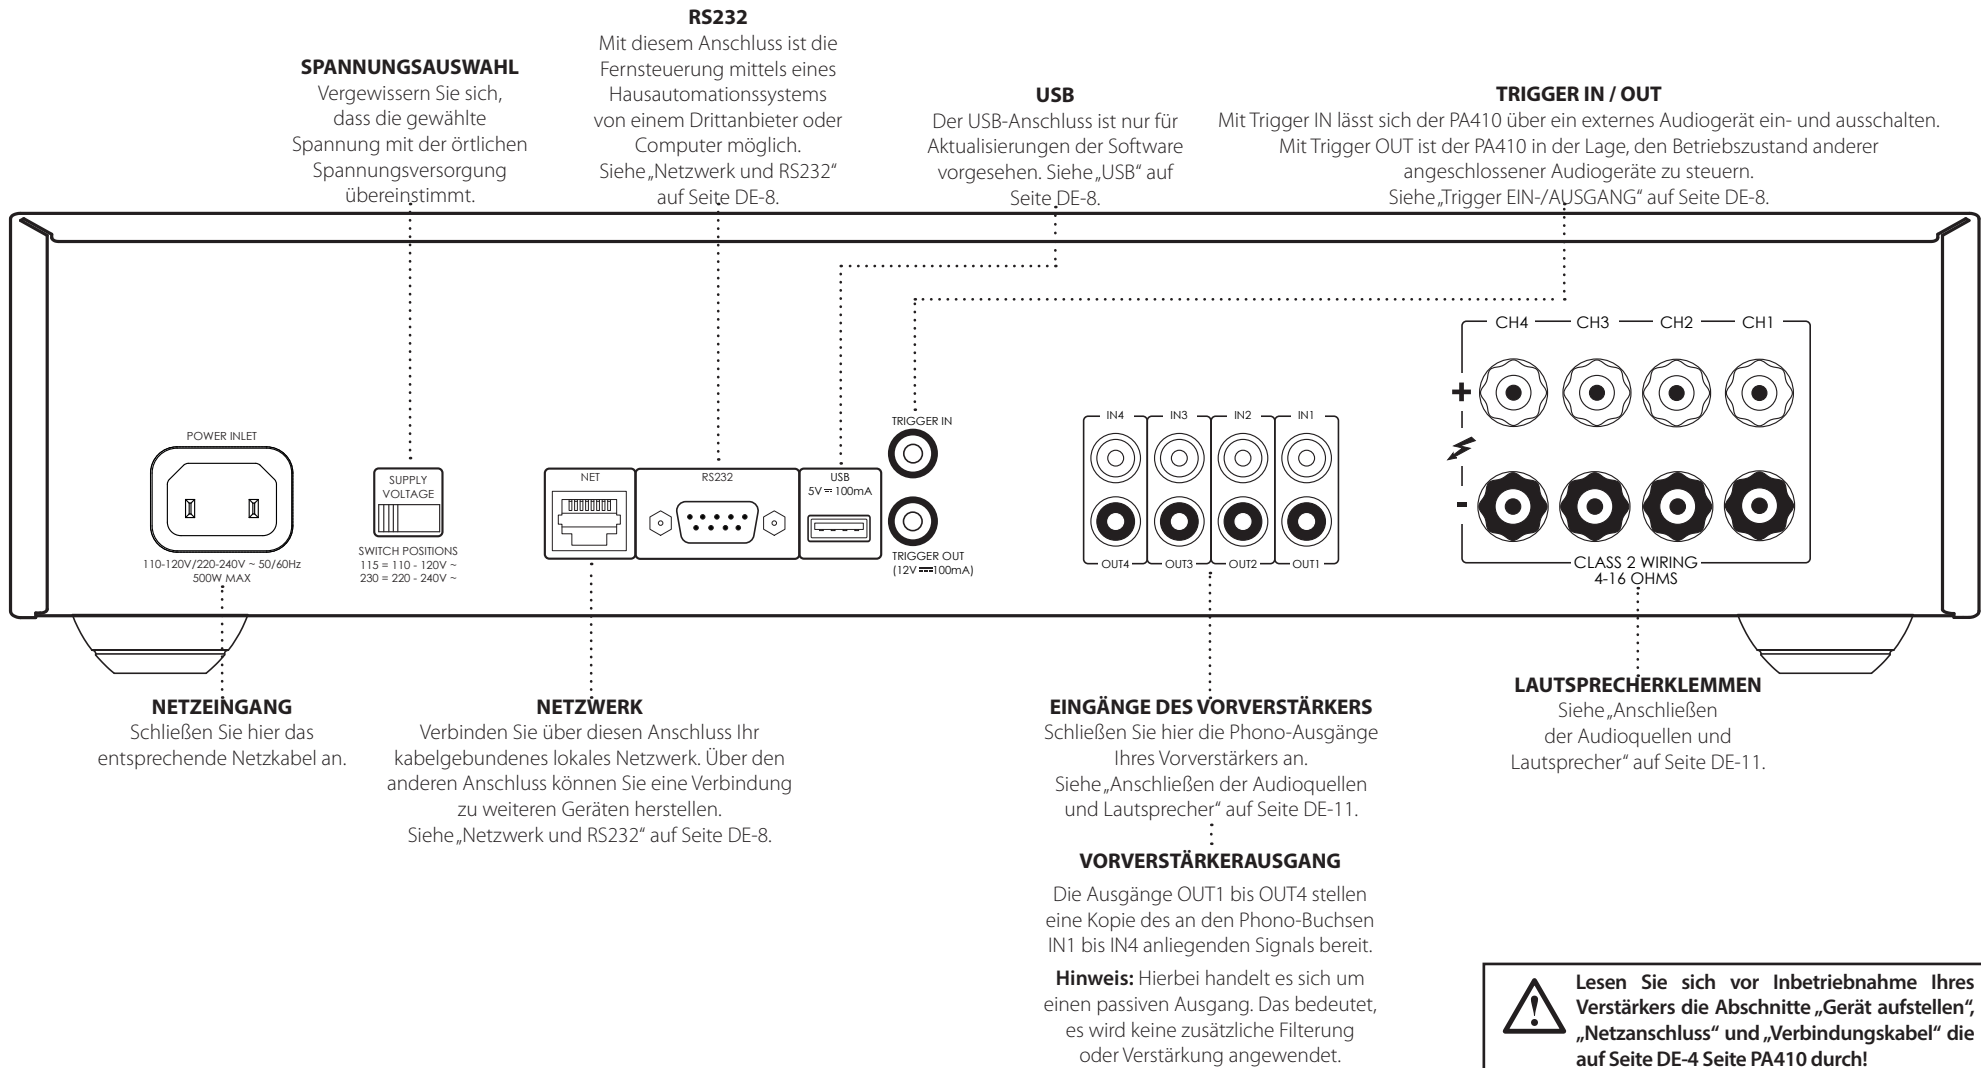 RS232
Mit diesem Anschluss ist die
Fernsteuerung mittels eines
Hausautomationssystems
von einem Drittanbieter oder
Computer möglich.
Siehe „Netzwerk und RS232“
auf Seite DE-8.
SPANNUNGSAUSWAHL
Vergewissern Sie sich,
dass die gewählte
Spannung mit der örtlichen
Spannungsversorgung
übereinstimmt.
USB
Der USB-Anschluss ist nur für
Aktualisierungen der Software
vorgesehen. Siehe „USB“ auf
Seite DE-8.
TRIGGER IN / OUT
Mit Trigger IN lässt sich der PA410 über ein externes Audiogerät ein- und ausschalten.
Mit Trigger OUT ist der PA410 in der Lage, den Betriebszustand anderer
angeschlossener Audiogeräte zu steuern.
Siehe „Trigger EIN-/AUSGANG“ auf Seite DE-8.
POWER INLET
110-120V/220-240V ~ 50/60Hz
500W MAX
SUPPLY
VOLTAGE
SWITCH POSITIONS
115 = 110 - 120V ~
230 = 220 - 240V ~
NET
RS232
USB
5V ⎓ 100mA
TRIGGER IN
TRIGGER OUT
(12V ⎓100mA)
IN4 IN3 IN2 IN1
OUT4 OUT3 OUT2 OUT1
CH4 CH3 CH2 CH1
+
-
CLASS 2 WIRING
4-16 OHMS
NETZEINGANG
Schließen Sie hier das
entsprechende Netzkabel an.
NETZWERK
Verbinden Sie über diesen Anschluss Ihr
kabelgebundenes lokales Netzwerk. Über den
anderen Anschluss können Sie eine Verbindung
zu weiteren Geräten herstellen.
Siehe „Netzwerk und RS232“ auf Seite DE-8.
EINGÄNGE DES VORVERSTÄRKERS
Schließen Sie hier die Phono-Ausgänge
Ihres Vorverstärkers an.
Siehe „Anschließen der Audioquellen
und Lautsprecher“ auf Seite DE-11.
VORVERSTÄRKERAUSGANG
Die Ausgänge OUT1 bis OUT4 stellen
eine Kopie des an den Phono-Buchsen
IN1 bis IN4 anliegenden Signals bereit.
Hinweis: Hierbei handelt es sich um
einen passiven Ausgang. Das bedeutet,
es wird keine zusätzliche Filterung
oder Verstärkung angewendet.
LAUTSPRECHERKLEMMEN
Siehe „Anschließen
der Audioquellen und
Lautsprecher“ auf Seite DE-11.
Lesen Sie sich vor Inbetriebnahme Ihres
Verstärkers die Abschnitte „Gerät aufstellen“,
„Netzanschluss“ und „Verbindungskabel“ die
auf Seite DE-4 Seite PA410 durch!